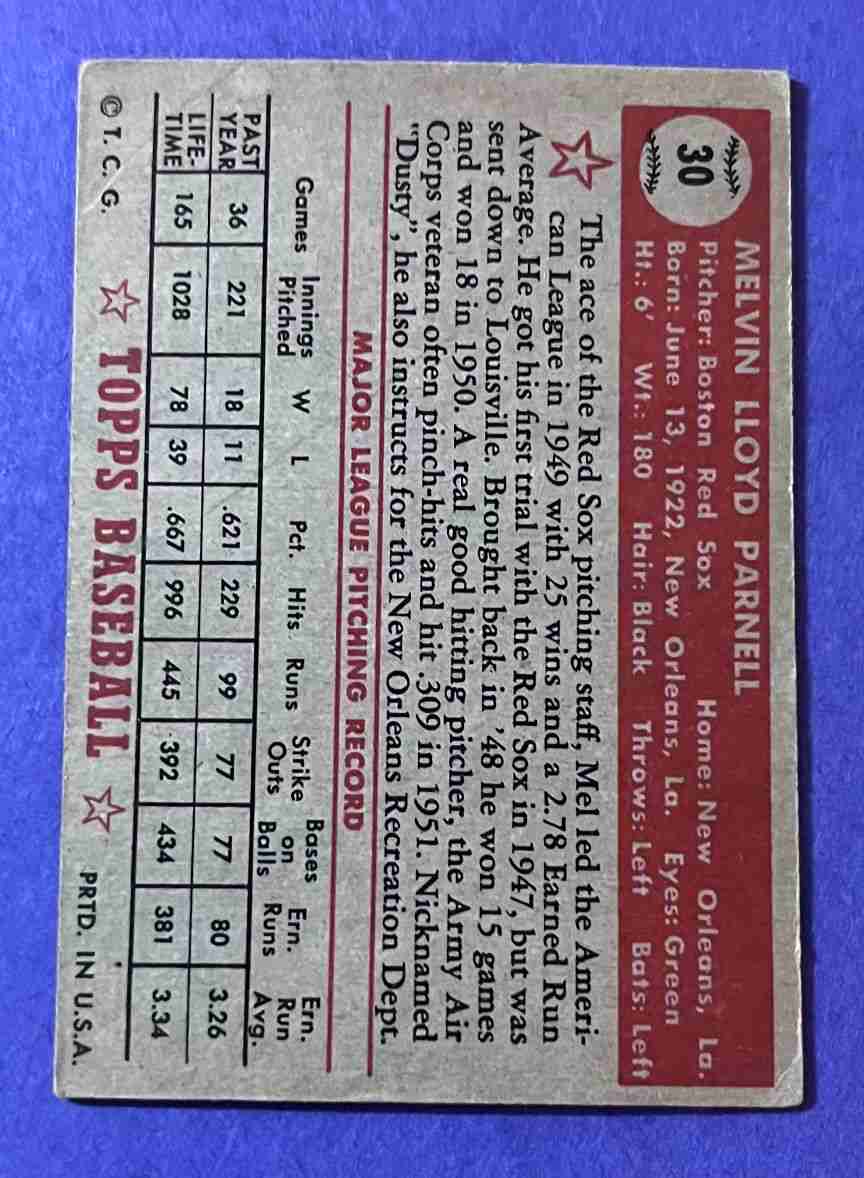 30
MELVIN LLOYD PARNELL
Pitcher: Boston Red Sox Home: New Orleans, La.
Born: June 13, 1922, New Orleans, La. Eyes: Green
Ht.: 6' Wt.: 180 Hair: Black Throws: Left Bats: Left
The ace of the Red Sox pitching staff, Mel led the Ameri-
can League in 1949 with 25 wins and a 2.78 Earned Run
Average. He got his first trial with the Red Sox in 1947, but was
sent down to Louisville. Brought back in '48 he won 15 games
and won 18 in 1950. A real good hitting pitcher, the Army Air
Corps veteran often pinch-hits and hit .309 in 1951. Nicknamed
"Dusty", he also instructs for the New Orleans Recreation Dept.
MAJOR LEAGUE PITCHING RECORD
Games Innings Pitched W L Pct. Hits Runs Strike Outs Bases on Balls Ern. Runs Ern. Run Avg.
PAST YEAR 36 221 18 11 .621 229 99 77 77 80 3.26
LIFE-TIME 165 1028 78 39 .667 996 445 392 434 381 3.34
© T. C. G. TOPPS BASEBALL PRTD. IN U.S.A.